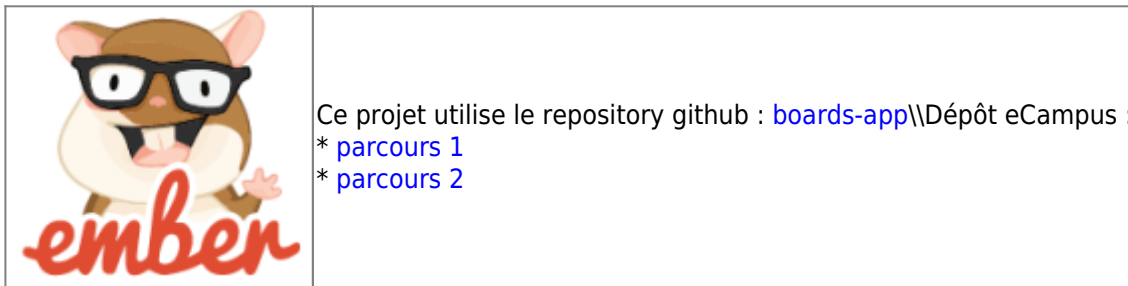 ember
Ce projet utilise le repository github : boards-app\\Dépôt eCampus :
* parcours 1
* parcours 2